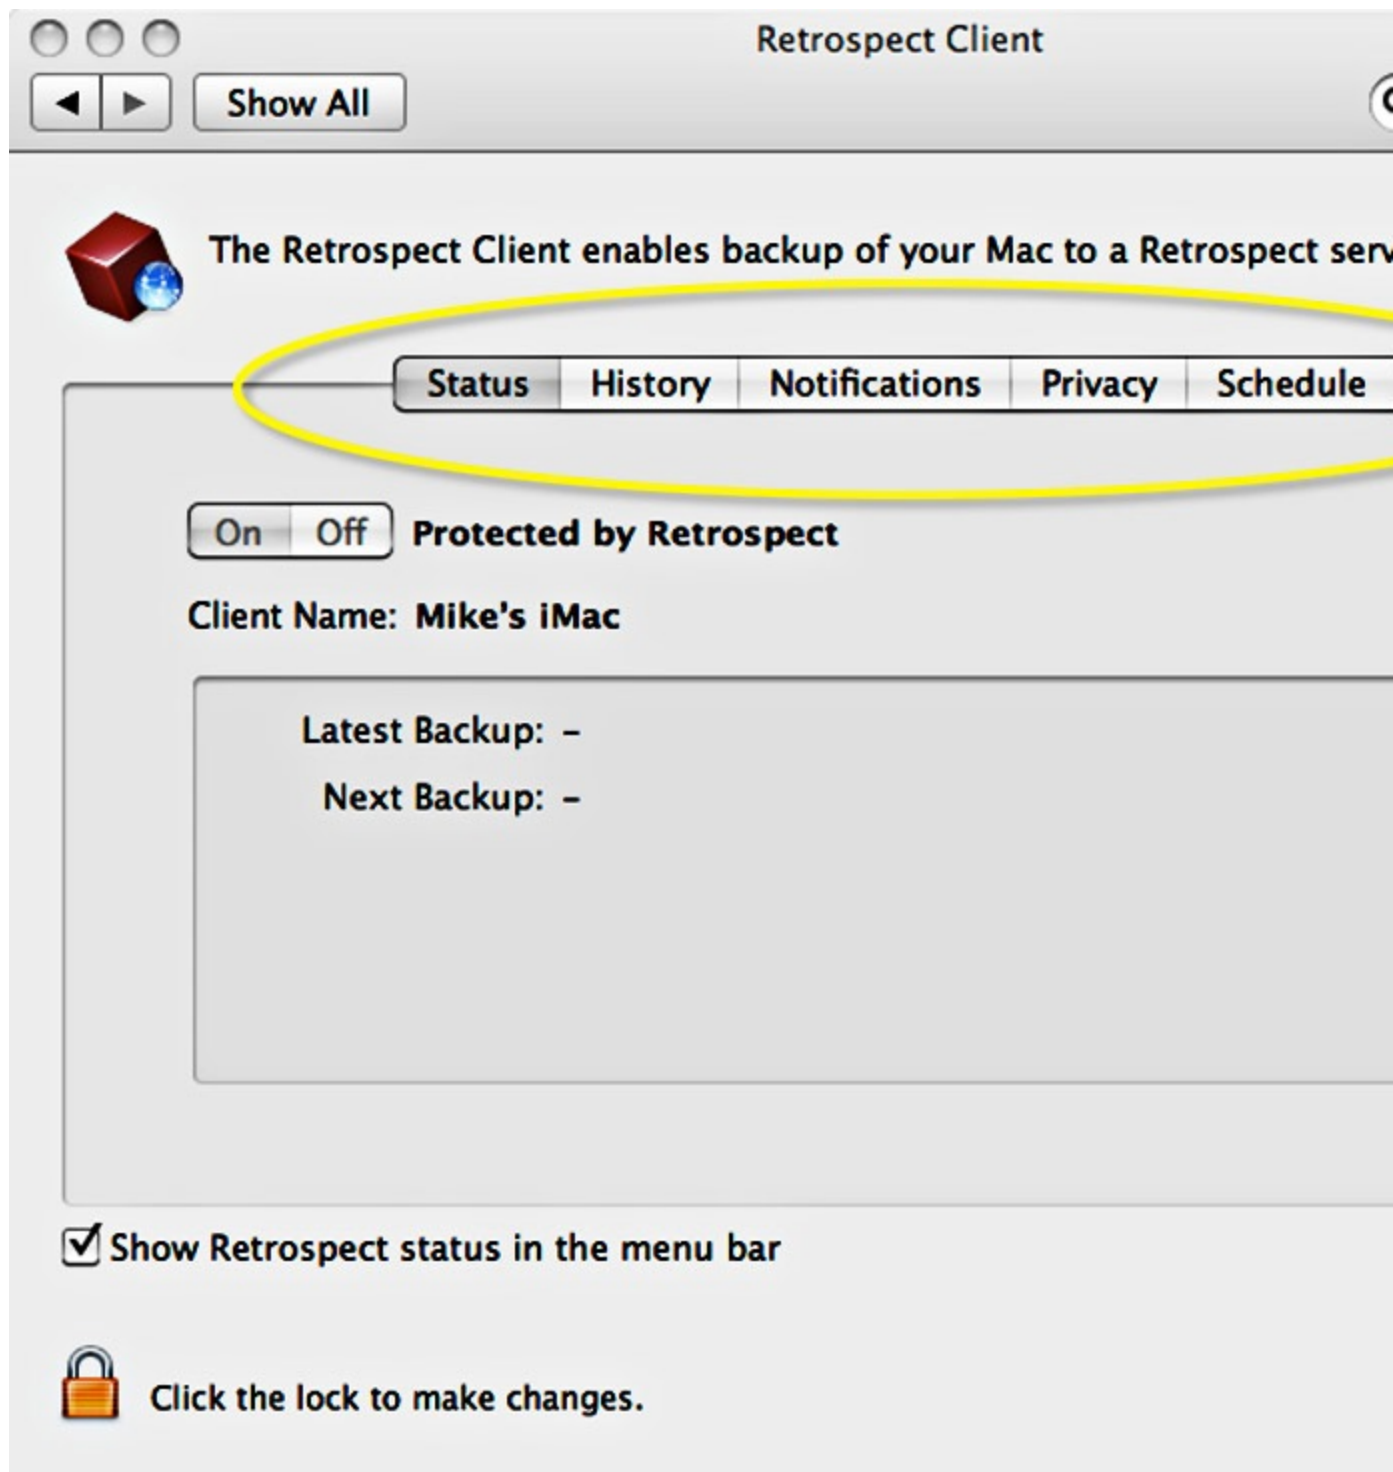 Retrospect Client
Show All
The Retrospect Client enables backup of your Mac to a Retrospect
Status History Notifications Privacy Schedule
On Off Protected by Retrospect
Client Name: Mike's iMac
Latest Backup: –
Next Backup: –
Show Retrospect status in the menu bar
Click the lock to make changes.